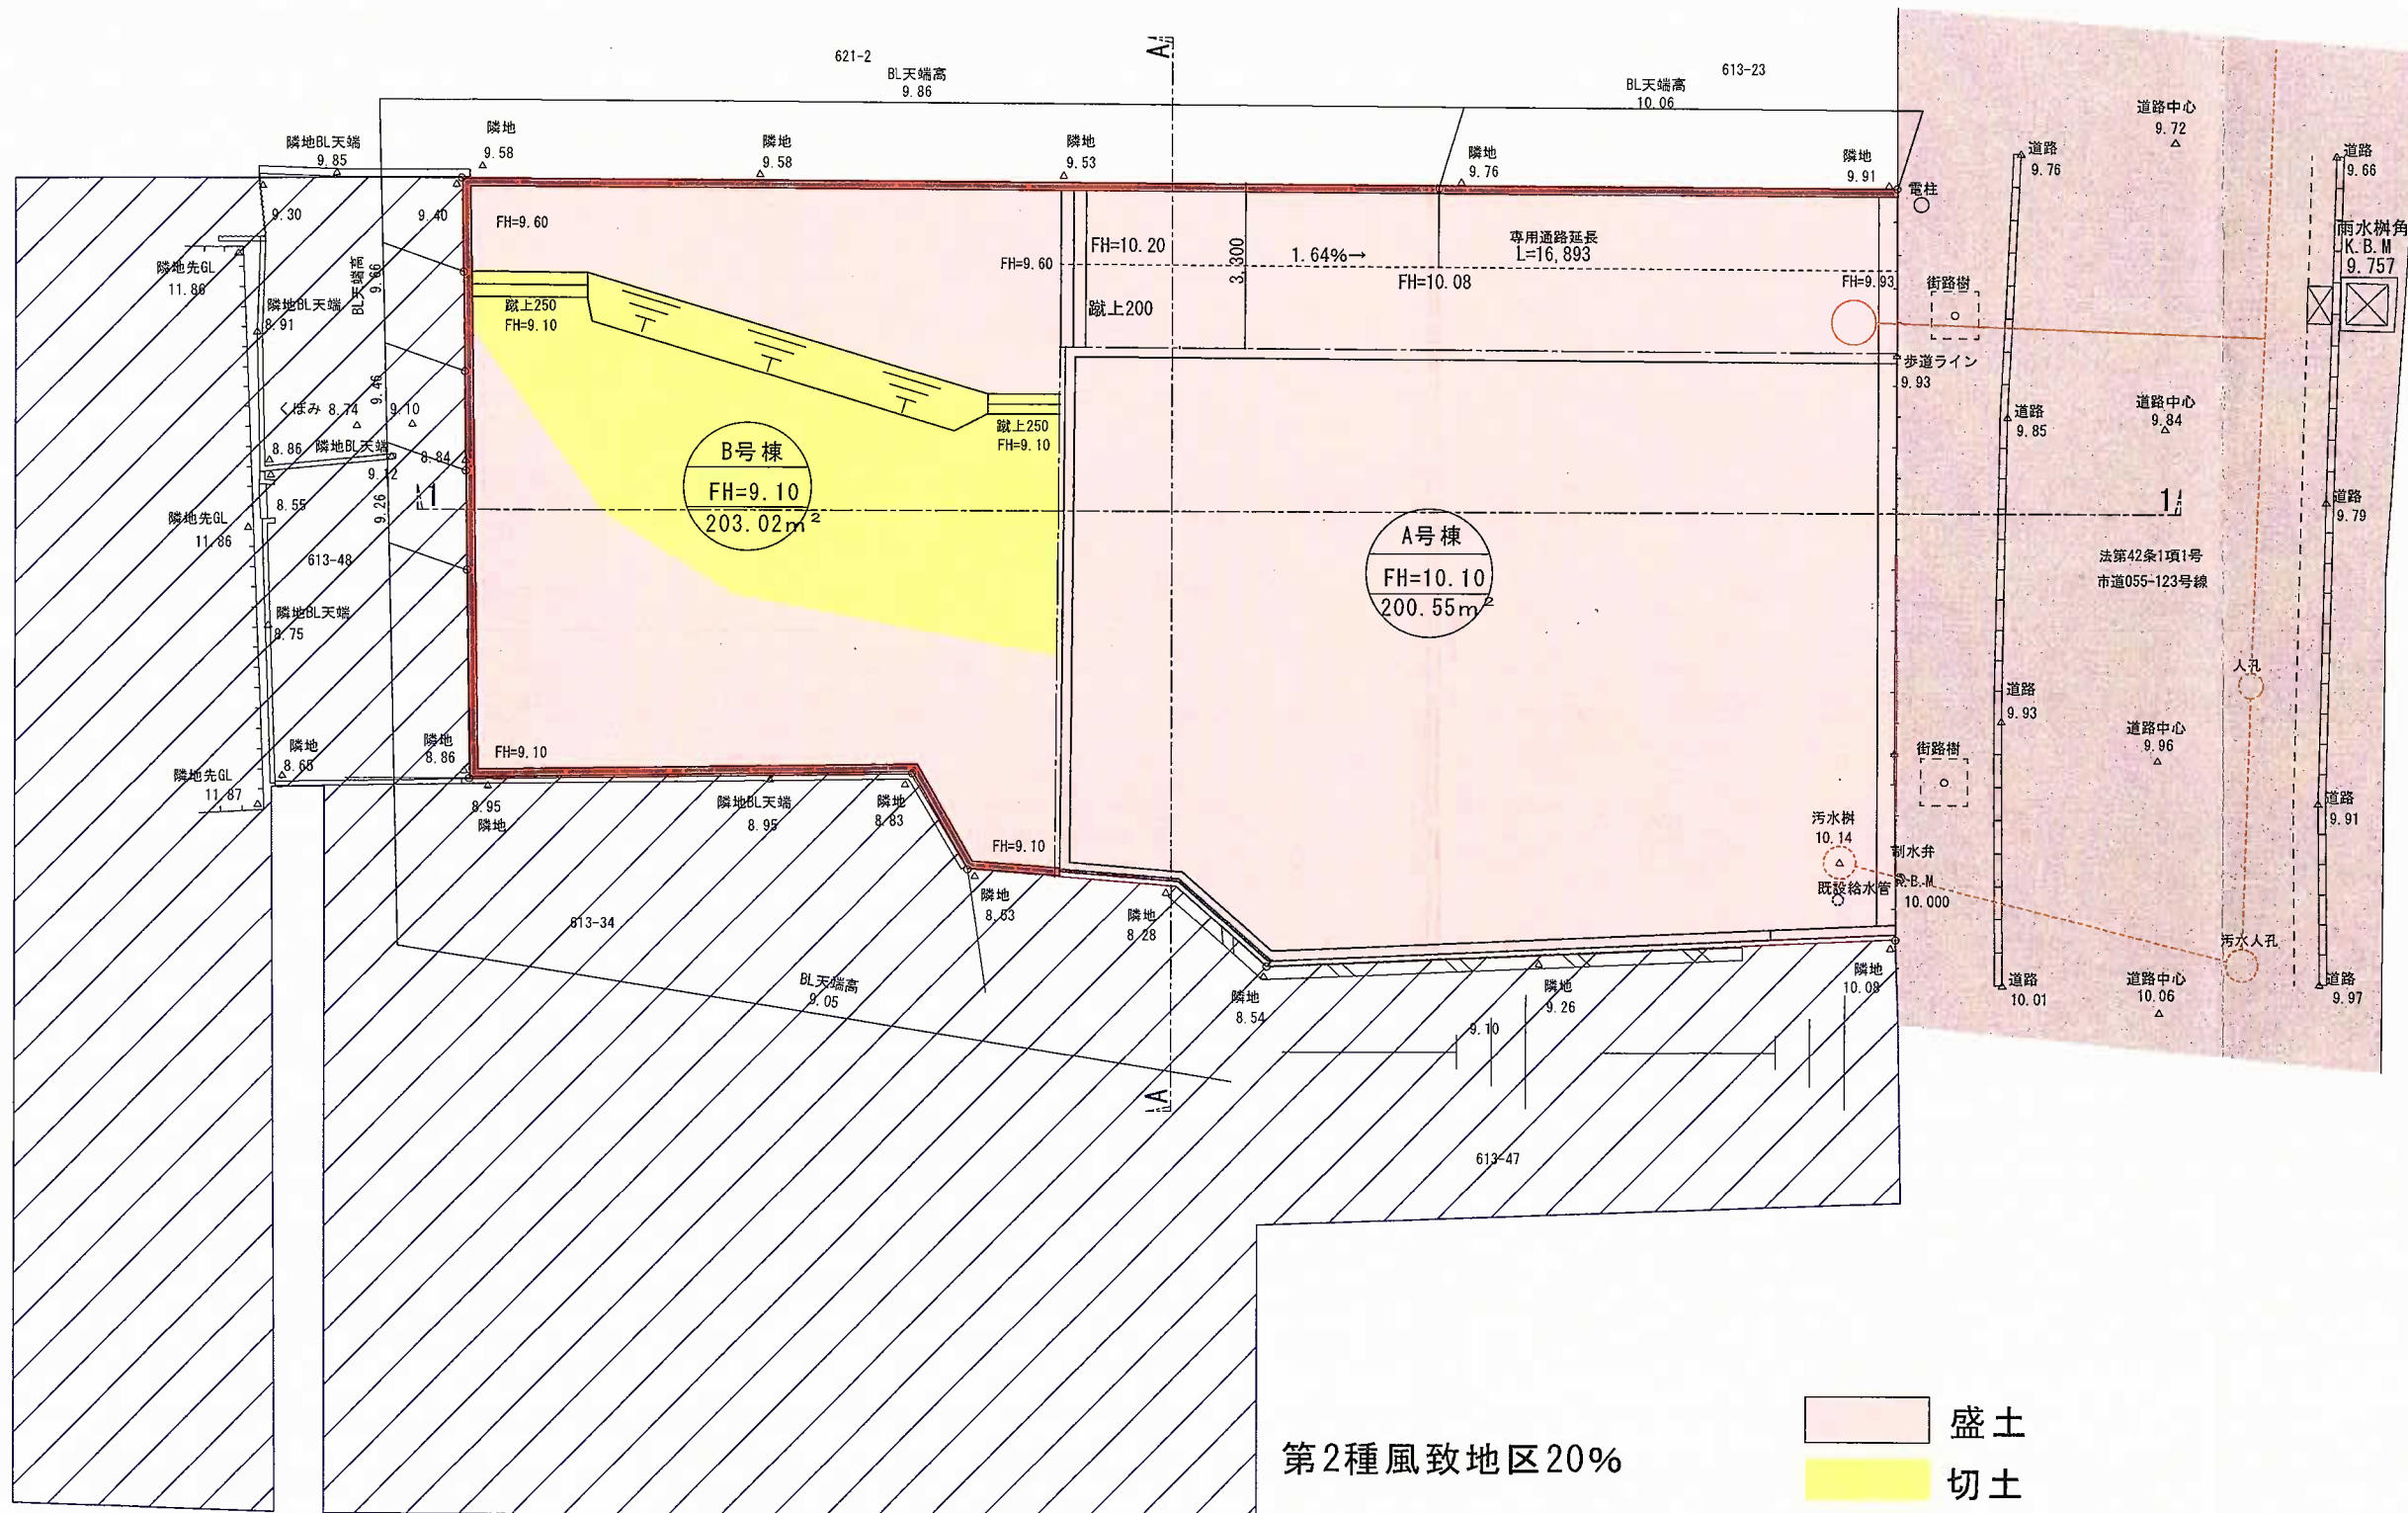 621-2
BL天端高
9.86
A
613-23
BL天端高
10.06
隣地BL天端
9.85
隣地
9.58
隣地
9.58
隣地
9.53
隣地
9.76
隣地
9.91
電柱
道路中心
9.72
道路
9.76
道路
9.66
雨水桝角
K.B.M
9.757
9.30
9.40
FH=9.60
FH=10.20
FH=9.60
3,300
1.64%→
専用通路延長
L=16,893
FH=10.08
FH=9.93
街路樹
隣地先GL
11.86
BL天端高
9.66
隣地BL天端
8.91
蹴上250
FH=9.10
蹴上200
歩道ライン
9.93
9.46
くぼみ 8.74
9.10
蹴上250
FH=9.10
道路
9.85
道路中心
9.84
8.86
隣地BL天端
9.12
8.84
B号棟
FH=9.10
203.02m²
1
1
9.26
8.55
隣地先GL
11.86
道路
9.79
A号棟
FH=10.10
200.55m²
613-48
法第42条1項1号
市道055-123号線
隣地BL天端
8.75
人孔
道路
9.93
道路中心
9.96
隣地
8.65
隣地
8.86
FH=9.10
街路樹
隣地先GL
11.87
8.95
隣地
隣地BL天端
8.95
隣地
8.83
FH=9.10
汚水桝
10.14
制水弁
K.B.M
10.000
既設給水管
道路
9.91
隣地
8.53
隣地
8.28
613-34
汚水人孔
BL天端高
9.05
隣地
8.54
隣地
9.26
隣地
10.08
道路
10.01
道路中心
10.06
道路
9.97
9.10
A
613-47
第2種風致地区20%
盛土
切土